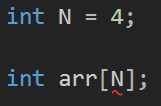 int N = 4;
int arr[N];